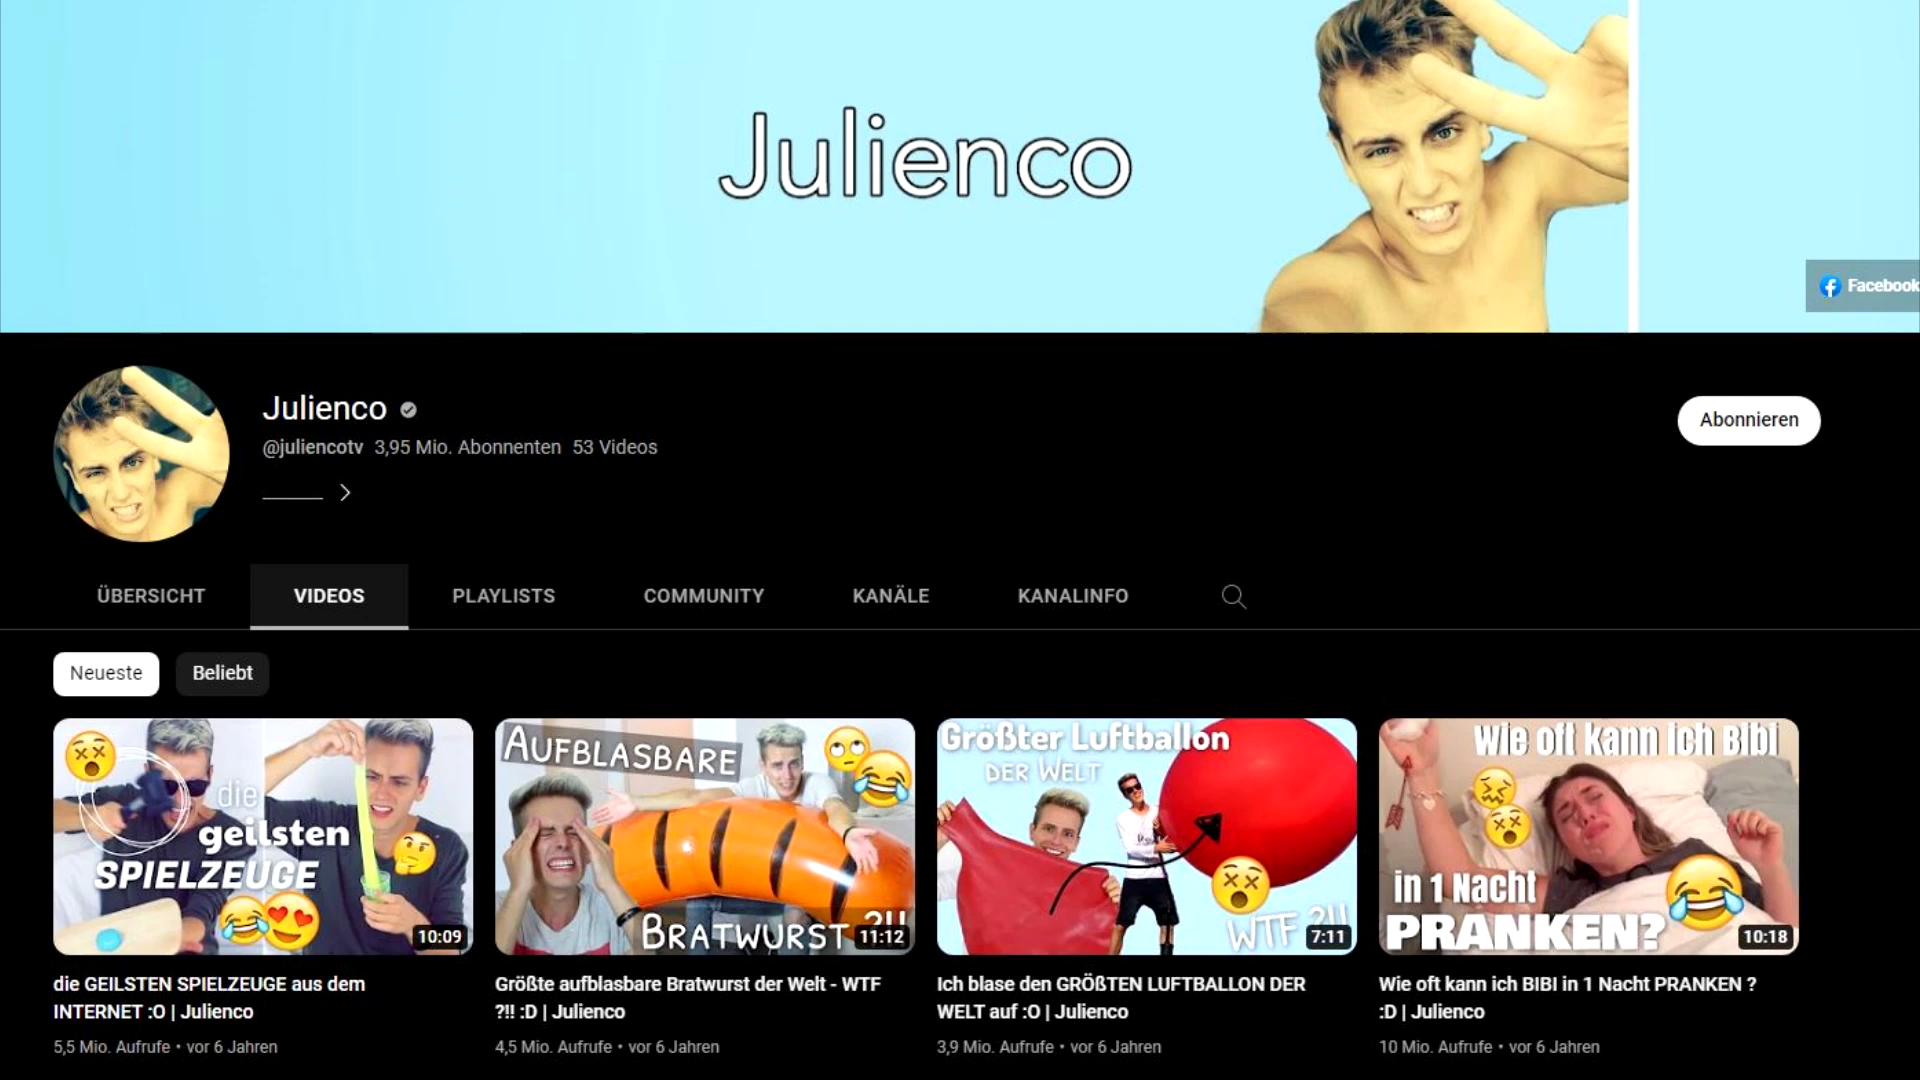 Julienco
Facebook
Julienco
@juliencotv 3,95 Mio. Abonnenten 53 Videos
Abonnieren
ÜBERSICHT
VIDEOS
PLAYLISTS
COMMUNITY
KANÄLE
KANALINFO
Neueste
Beliebt
die
geilsten
SPIELZEUGE
10:09
die GEILSTEN SPIELZEUGE aus dem
INTERNET :O | Julienco
5,5 Mio. Aufrufe • vor 6 Jahren
AUFBLASBARE
BRATWURST ?!!
11:12
Größte aufblasbare Bratwurst der Welt - WTF
?!! :D | Julienco
4,5 Mio. Aufrufe • vor 6 Jahren
Größter Luftballon
DER WELT
WTF ?!!
7:11
Ich blase den GRÖßTEN LUFTBALLON DER
WELT auf :O | Julienco
3,9 Mio. Aufrufe • vor 6 Jahren
Wie oft kann ich Bibi
in 1 Nacht
PRANKEN?
10:18
Wie oft kann ich BIBI in 1 Nacht PRANKEN ?
:D | Julienco
10 Mio. Aufrufe • vor 6 Jahren